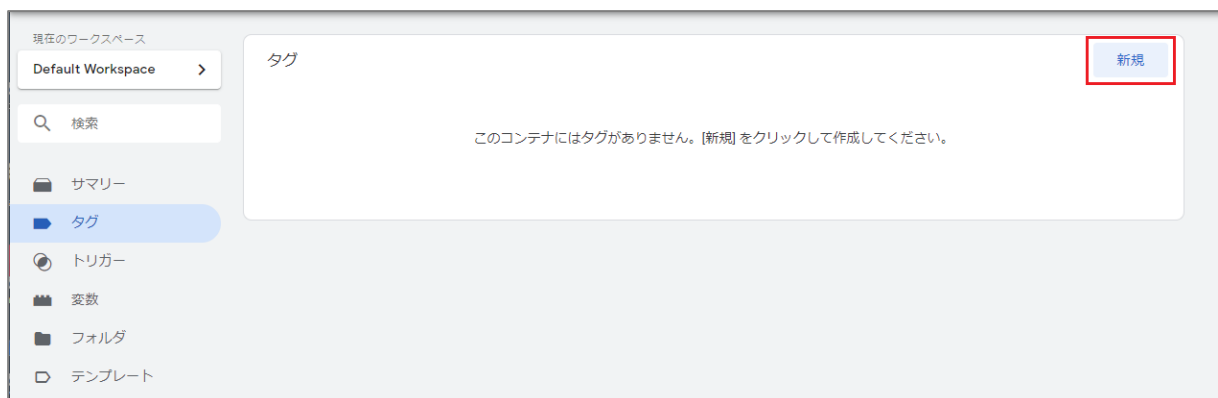 現在のワークスペース
Default Workspace
検索
サマリー
タグ
トリガー
変数
フォルダ
テンプレート
タグ
新規
このコンテナにはタグがありません。[新規] をクリックして作成してください。